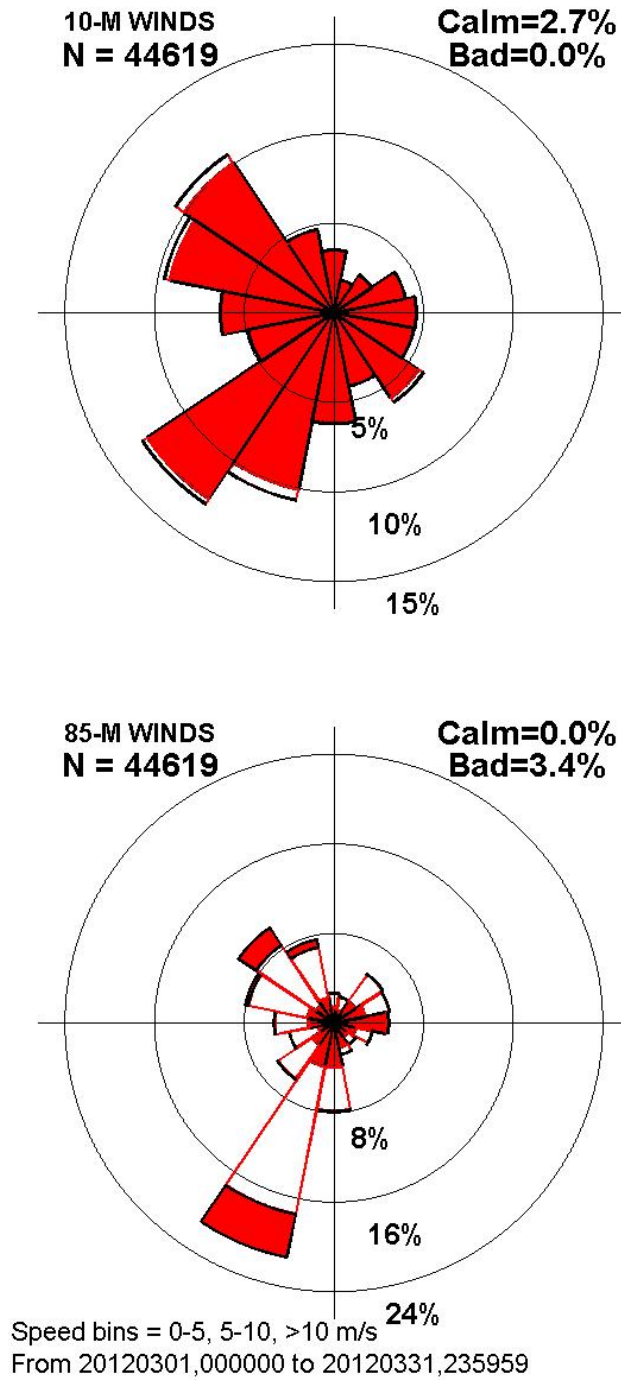 10-M WINDS
N = 44619
Calm=2.7%
Bad=0.0%
5%
10%
15%
85-M WINDS
N = 44619
Calm=0.0%
Bad=3.4%
8%
16%
24%
Speed bins = 0-5, 5-10, >10 m/s
From 20120301,000000 to 20120331,235959